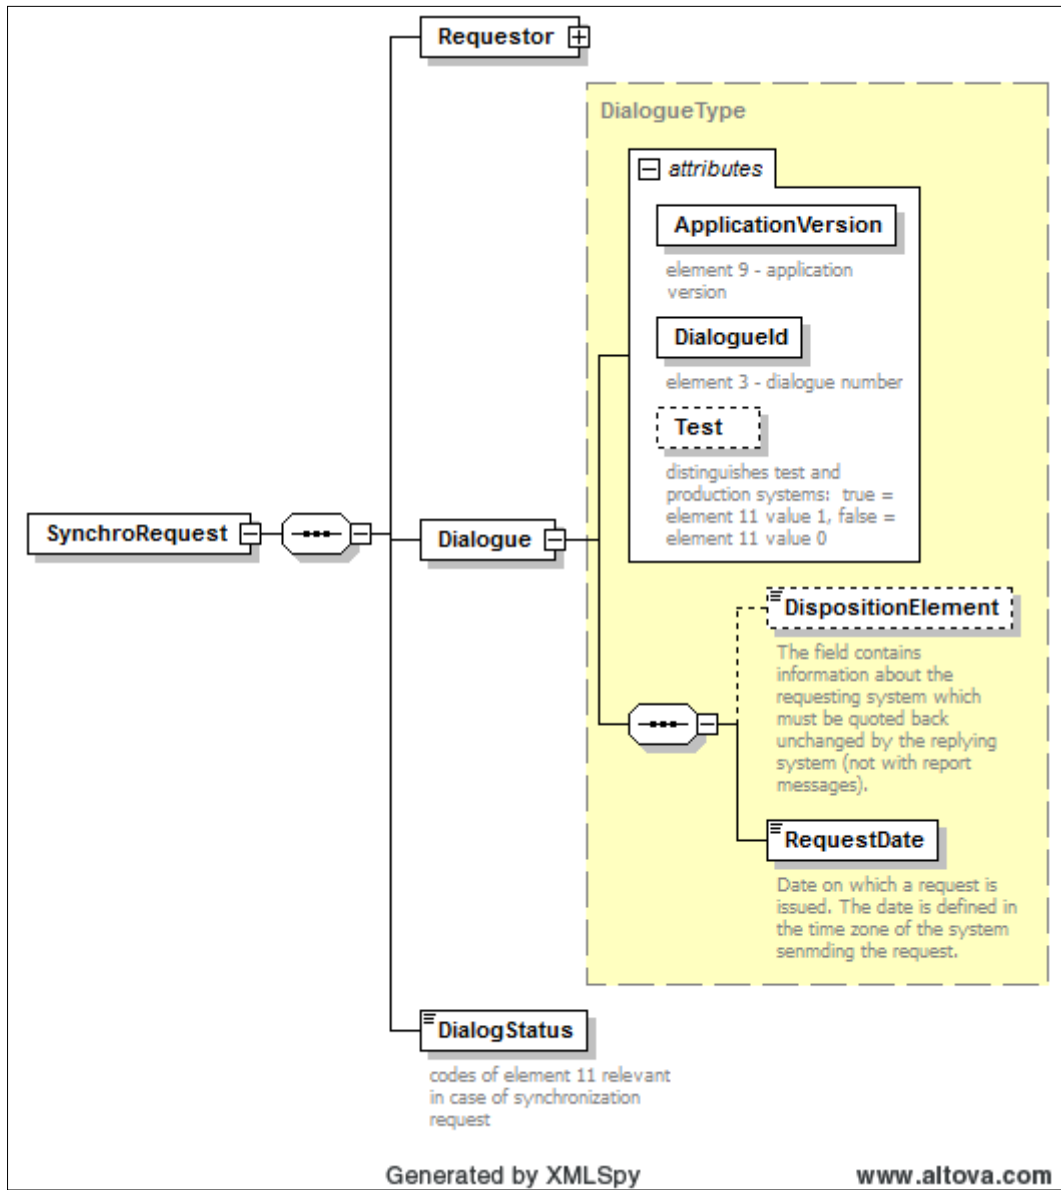 Requestor
DialogueType
attributes
ApplicationVersion
element 9 - application
version
DialogueId
element 3 - dialogue number
Test
distinguishes test and
production systems:  true =
element 11 value 1, false =
element 11 value 0
SynchroRequest
Dialogue
DispositionElement
The field contains
information about the
requesting system which
must be quoted back
unchanged by the replying
system (not with report
messages).
RequestDate
Date on which a request is
issued. The date is defined in
the time zone of the system
senmding the request.
DialogStatus
codes of element 11 relevant
in case of synchronization
request
Generated by XMLSpy
www.altova.com